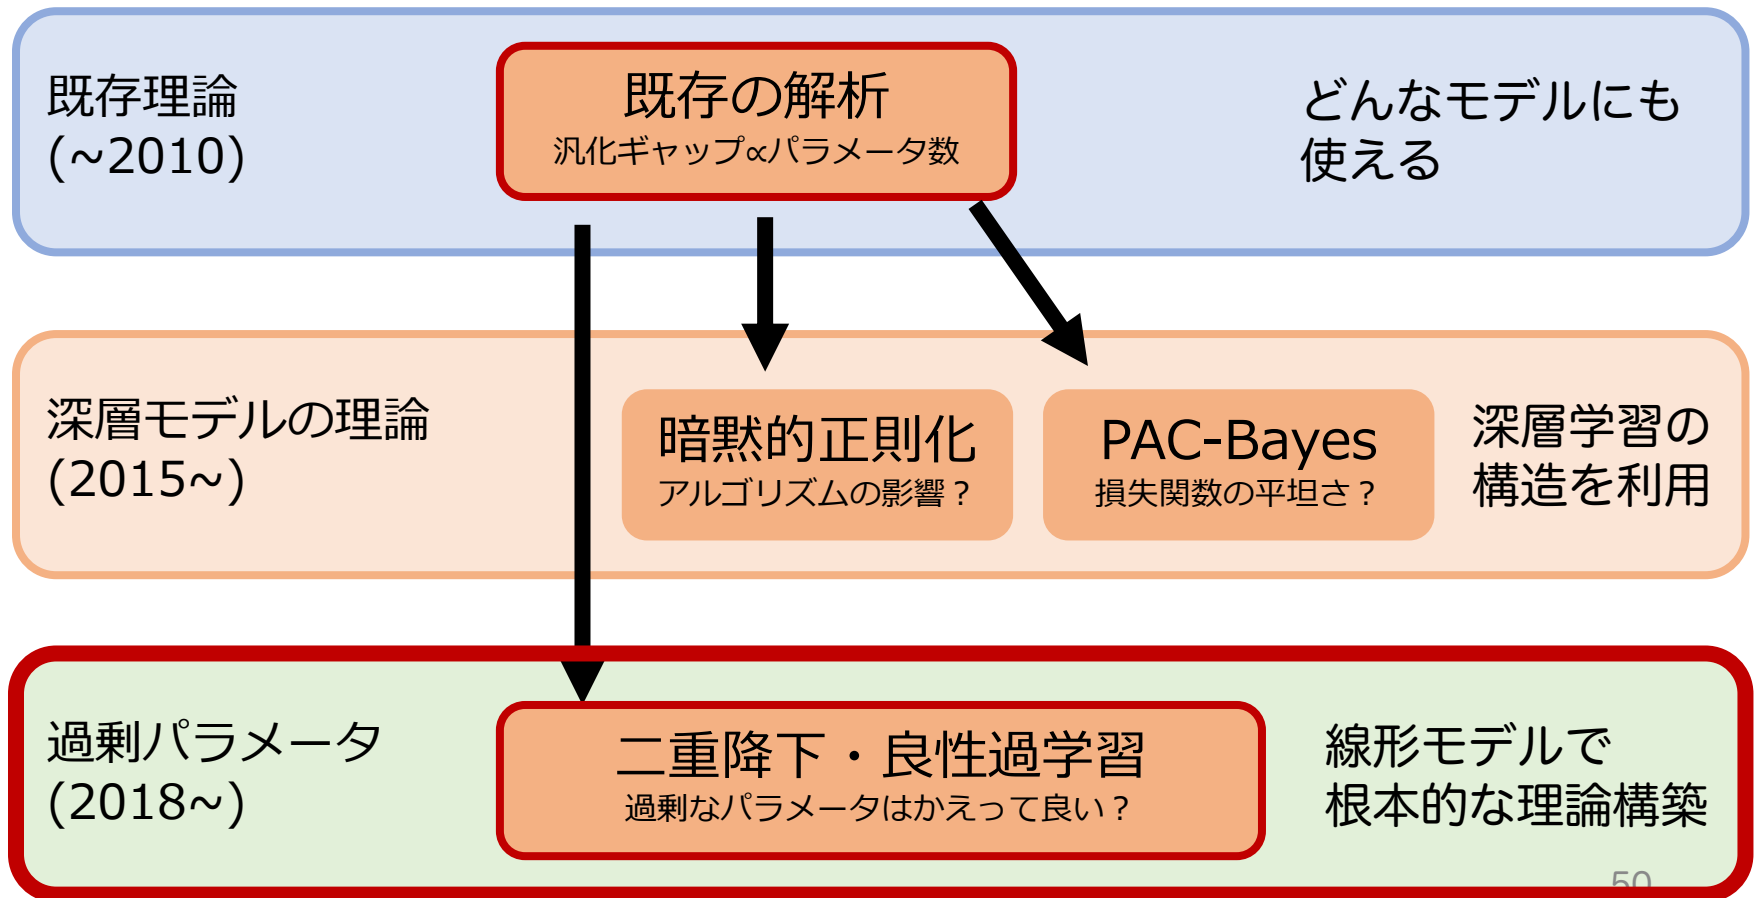 既存理論
(~2010)
既存の解析
汎化ギャップ∝パラメータ数
どんなモデルにも
使える
深層モデルの理論
(2015~)
暗黙的正則化
アルゴリズムの影響？
PAC-Bayes
損失関数の平坦さ？
深層学習の
構造を利用
過剰パラメータ
(2018~)
二重降下・良性過学習
過剰なパラメータはかえって良い？
線形モデルで
根本的な理論構築
50